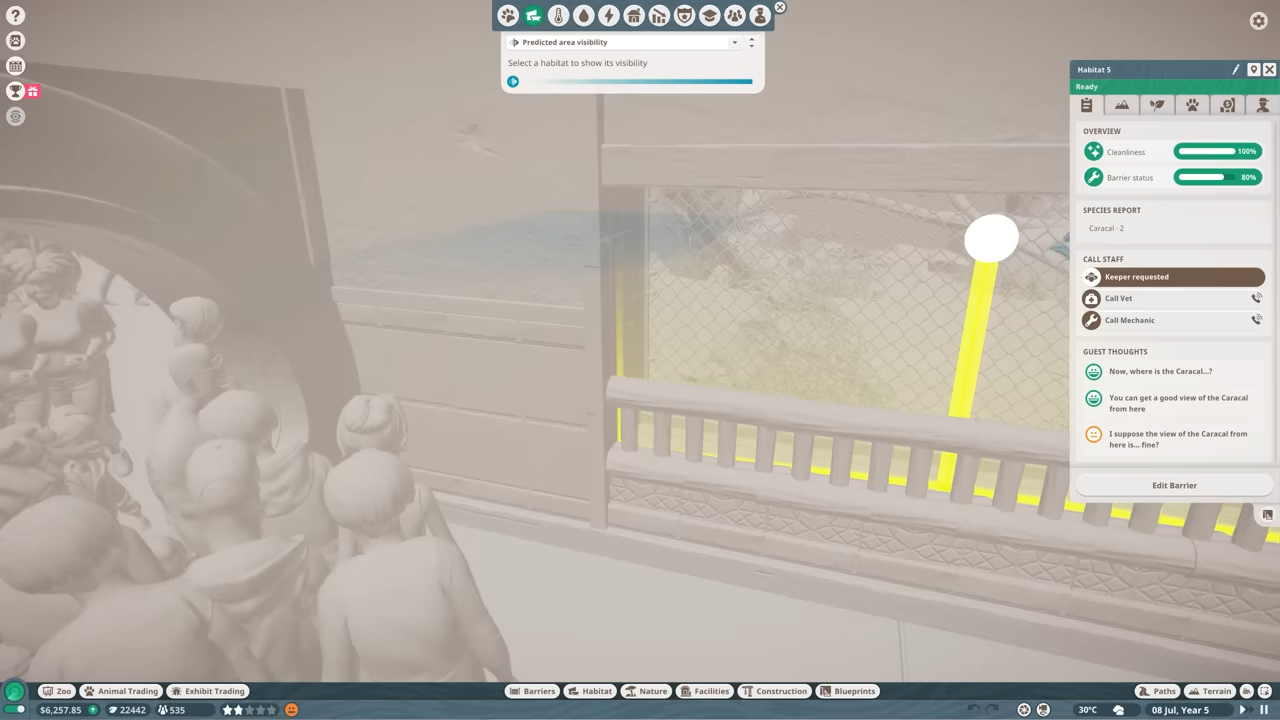 Predicted area visibility
Select a habitat to show its visibility
Habitat 5
Ready
OVERVIEW
Cleanliness 100%
Barrier status 80%
SPECIES REPORT
Caracal - 2
CALL STAFF
Keeper requested
Call Vet
Call Mechanic
GUEST THOUGHTS
Now, where is the Caracal...?
You can get a good view of the Caracal
from here
I suppose the view of the Caracal from
here is... fine?
Edit Barrier
Zoo Animal Trading Exhibit Trading Barriers Habitat Nature Facilities Construction Blueprints Paths Terrain
$6,257.85 22442 535 30°C 08 Jul, Year 5